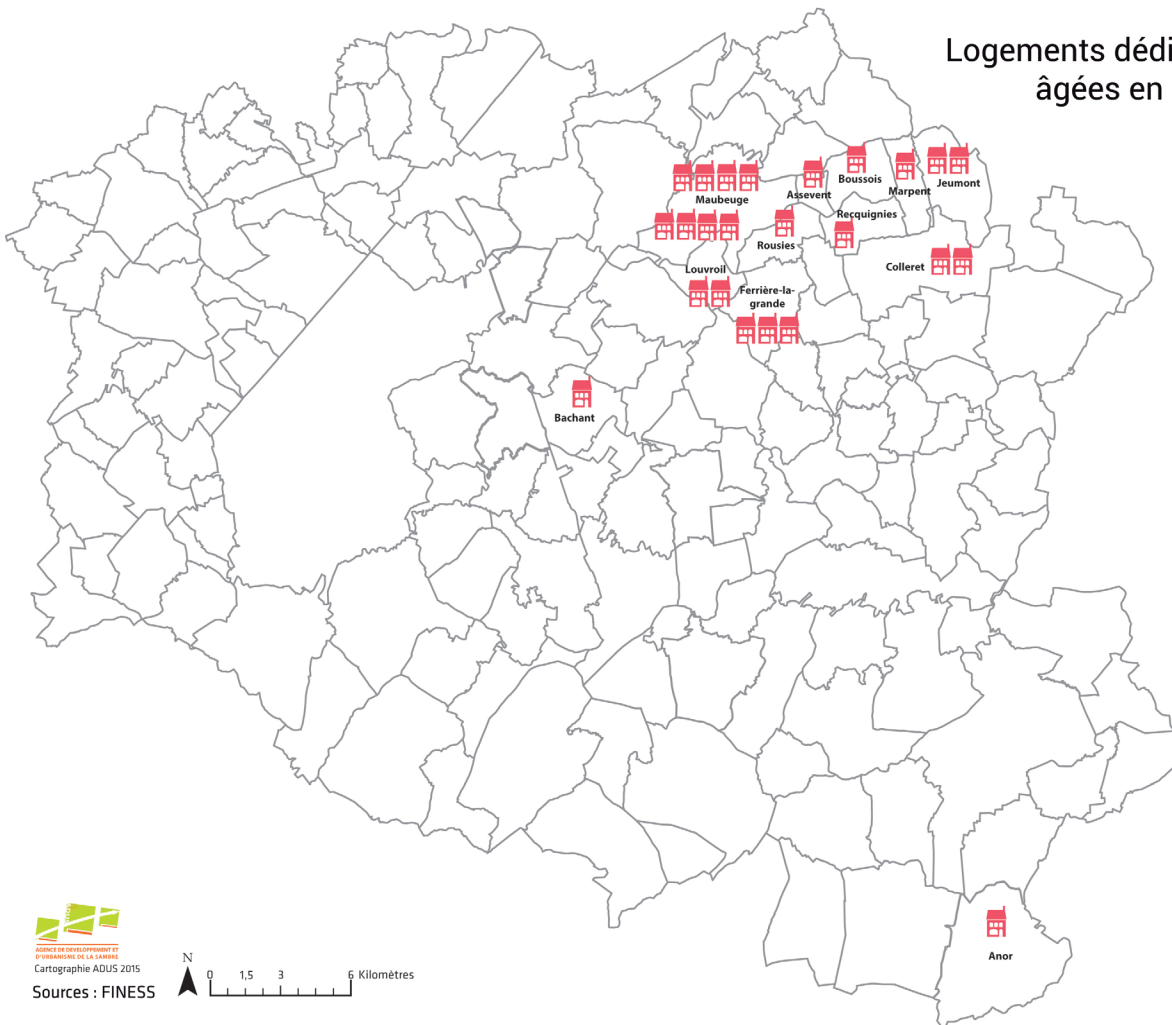 Logements dédi
âgées en
Maubeuge
Assevent
Boussois
Marpent
Jeumont
Recquignies
Rousies
Colleret
Louvroil
Ferrière-la-
grande
Bachant
Anor
AGENCE DE DEVELOPPEMENT ET
D'URBANISME DE LA SAMBRE
Cartographie ADUS 2015
Sources : FINESS
N
0 1,5 3 6 Kilomètres